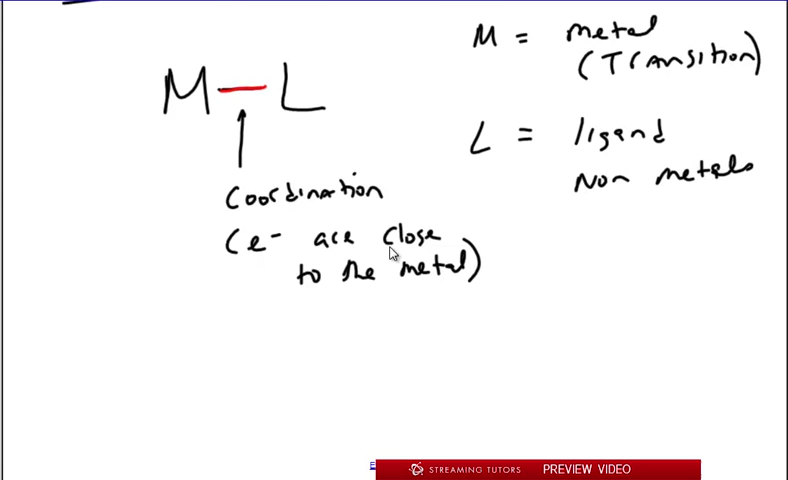 M = metal
(Transition)
M — L
L = ligand
Non metals
Coordination
(e- are close
to the metal)
E
STREAMING TUTORS PREVIEW VIDEO